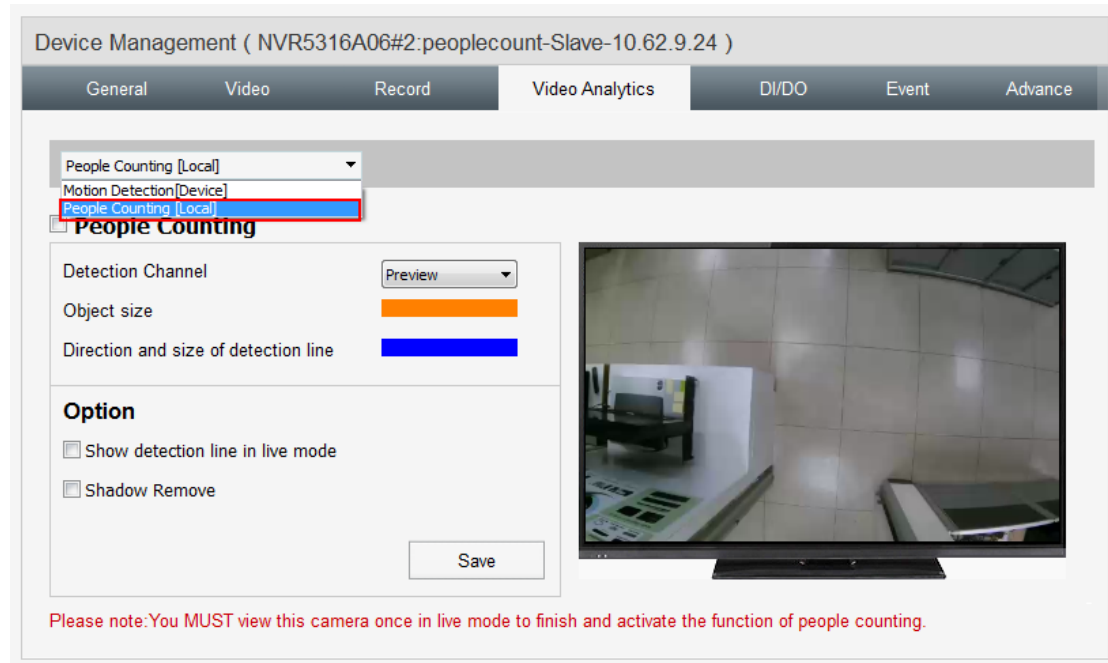 Device Management ( NVR5316A06#2:peoplecount-Slave-10.62.9.24 )
General Video Record Video Analytics DI/DO Event Advance
People Counting [Local]
Motion Detection[Device]
People Counting [Local]
People Counting
Detection Channel Preview
Object size
Direction and size of detection line
Option
Show detection line in live mode
Shadow Remove
Save
Please note:You MUST view this camera once in live mode to finish and activate the function of people counting.